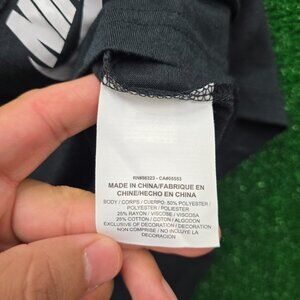 NIK
RN#56323 - CA#05553
MADE IN CHINA/FABRIQUE EN
CHINE/HECHO EN CHINA
BODY / CORPS / CUERPO: 50% POLYESTER /
POLYESTER / POLIESTER
25% RAYON / VISCOSE / VISCOSA
25% COTTON / COTON / ALGODON
EXCLUSIVE OF DECORATION / DECORATION
NON COMPRISE / NO INCLUYE DECORACION